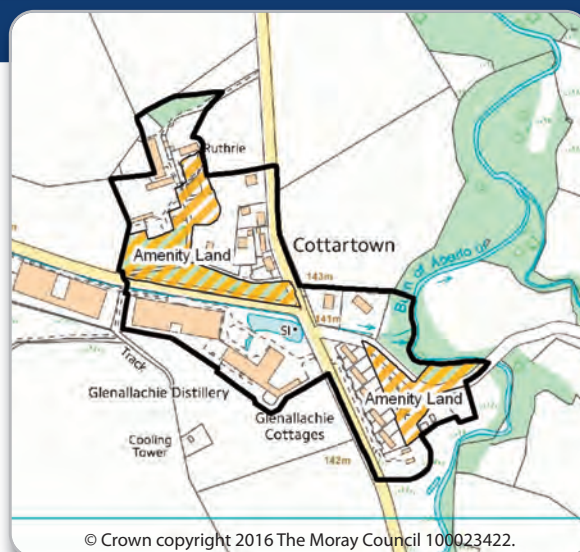 Ruthrie
Cottartown
Amenity Land
143m
141m
Burn of Aberlour
SI
Track
Glenallachie Distillery
Glenallachie
Cottages
Amenity Land
Cooling
Tower
142m
© Crown copyright 2016 The Moray Council 100023422.